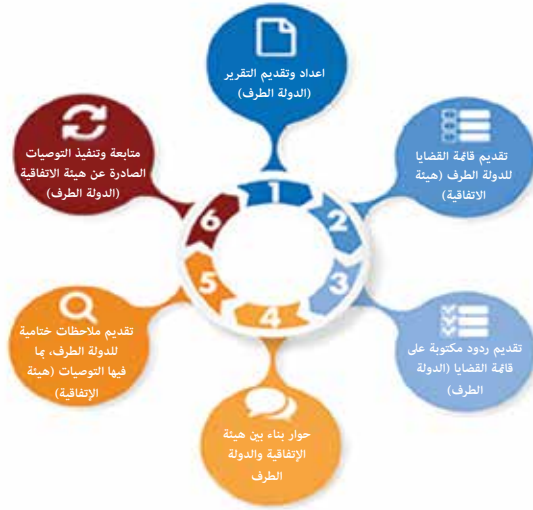 اعداد وتقديم التقرير
(الدولة الطرف)
1
تقديم قائمة القضايا
للدولة الطرف (هيئة
الاتفاقية)
2
تقديم ردود مكتوبة على
قائمة القضايا (الدولة
الطرف)
3
حوار بناء بين هيئة
الإتفاقية والدولة
الطرف
4
تقديم ملاحظات ختامية
للدولة الطرف، بما
فيها التوصيات (هيئة
الإتفاقية)
5
متابعة وتنفيذ التوصيات
الصادرة عن هيئة الاتفاقية
(الدولة الطرف)
6